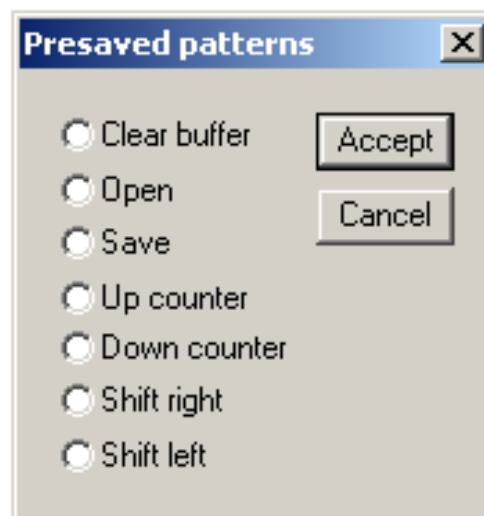 Presaved patterns
Clear buffer
Accept
Open
Cancel
Save
Up counter
Down counter
Shift right
Shift left